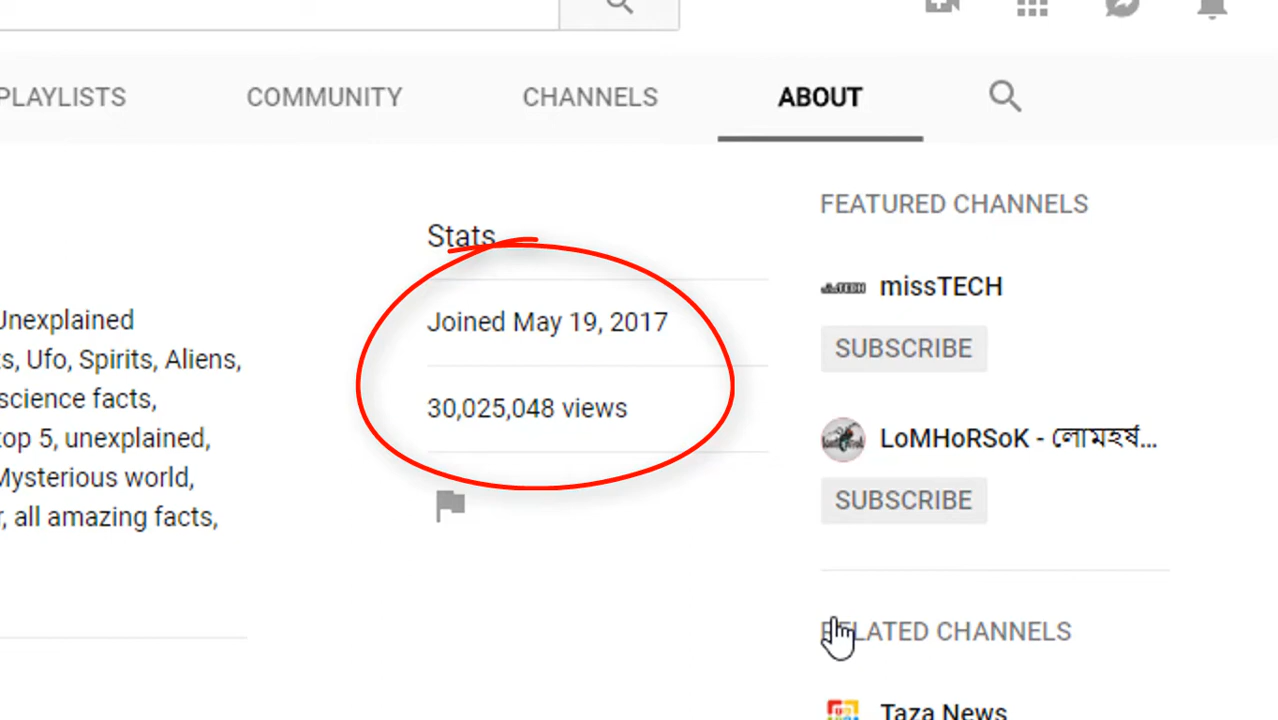 PLAYLISTS COMMUNITY CHANNELS ABOUT
Unexplained
Ufo, Spirits, Aliens,
science facts,
top 5, unexplained,
Mysterious world,
all amazing facts,
Stats
Joined May 19, 2017
30,025,048 views
FEATURED CHANNELS
missTECH
SUBSCRIBE
LoMHoRSoK - লোমহর্ষ...
SUBSCRIBE
RELATED CHANNELS
Taza News